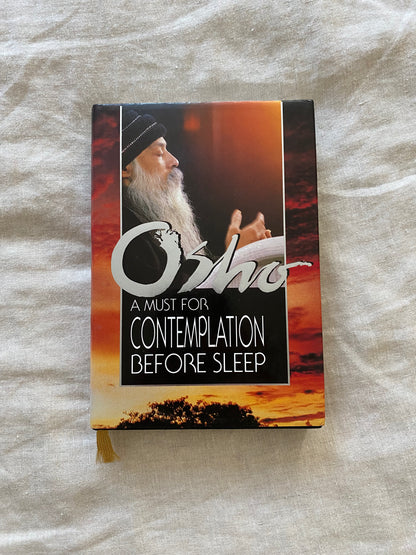 Osho
A MUST FOR
CONTEMPLATION
BEFORE SLEEP